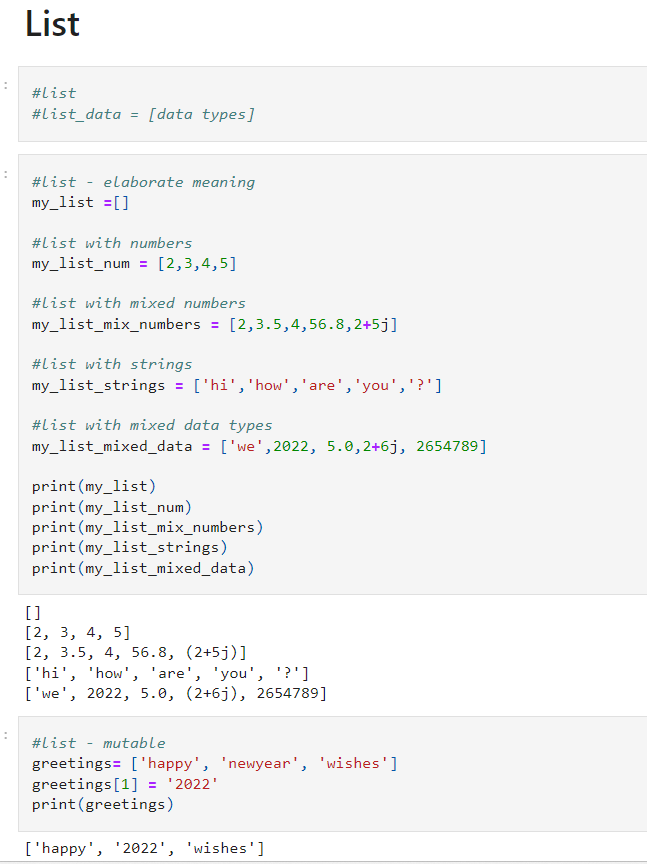 List
#list
#list_data = [data types]
#list - elaborate meaning
my_list =[]
#list with numbers
my_list_num = [2,3,4,5]
#list with mixed numbers
my_list_mix_numbers = [2,3.5,4,56.8,2+5j]
#list with strings
my_list_strings = ['hi','how','are','you','?']
#list with mixed data types
my_list_mixed_data = ['we',2022, 5.0,2+6j, 2654789]
print(my_list)
print(my_list_num)
print(my_list_mix_numbers)
print(my_list_strings)
print(my_list_mixed_data)
[]
[2, 3, 4, 5]
[2, 3.5, 4, 56.8, (2+5j)]
['hi', 'how', 'are', 'you', '?']
['we', 2022, 5.0, (2+6j), 2654789]
#list - mutable
greetings= ['happy', 'newyear', 'wishes']
greetings[1] = '2022'
print(greetings)
['happy', '2022', 'wishes']